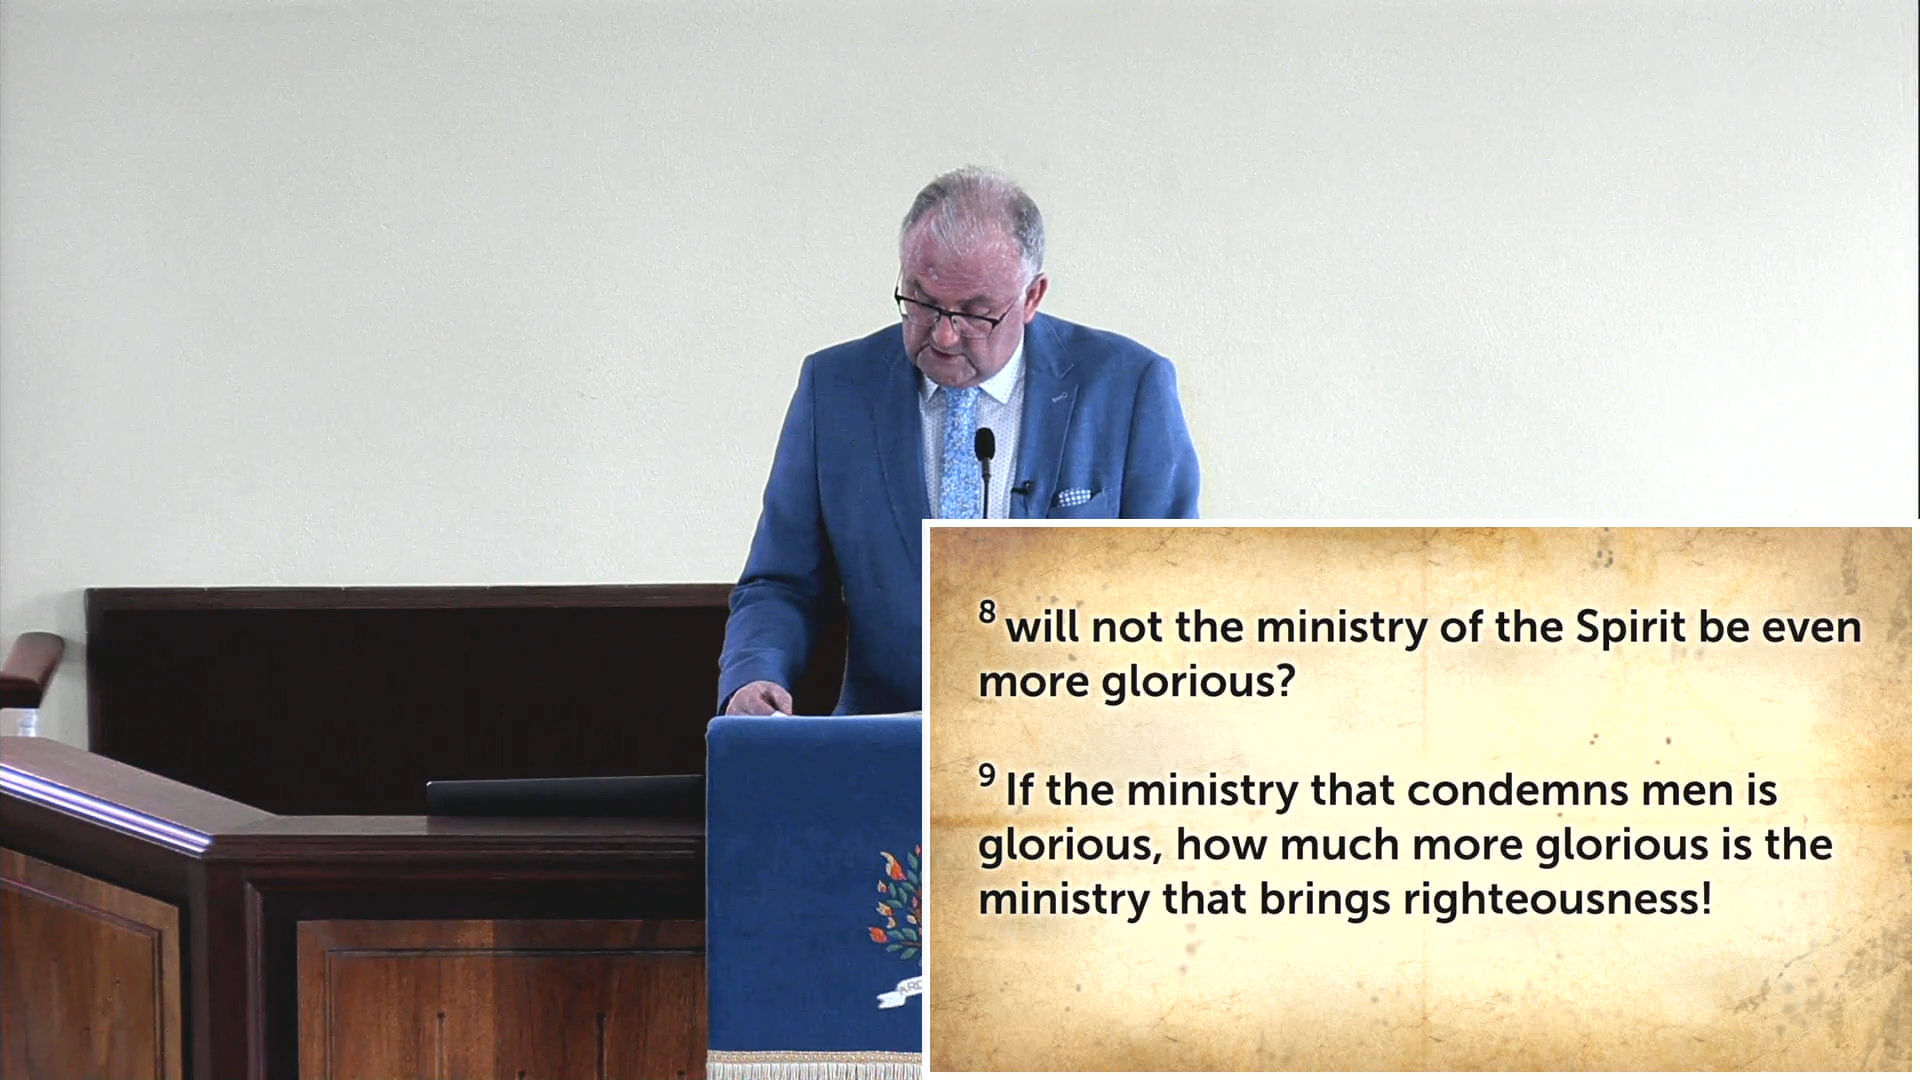 8 will not the ministry of the Spirit be even
more glorious?
9 If the ministry that condemns men is
glorious, how much more glorious is the
ministry that brings righteousness!